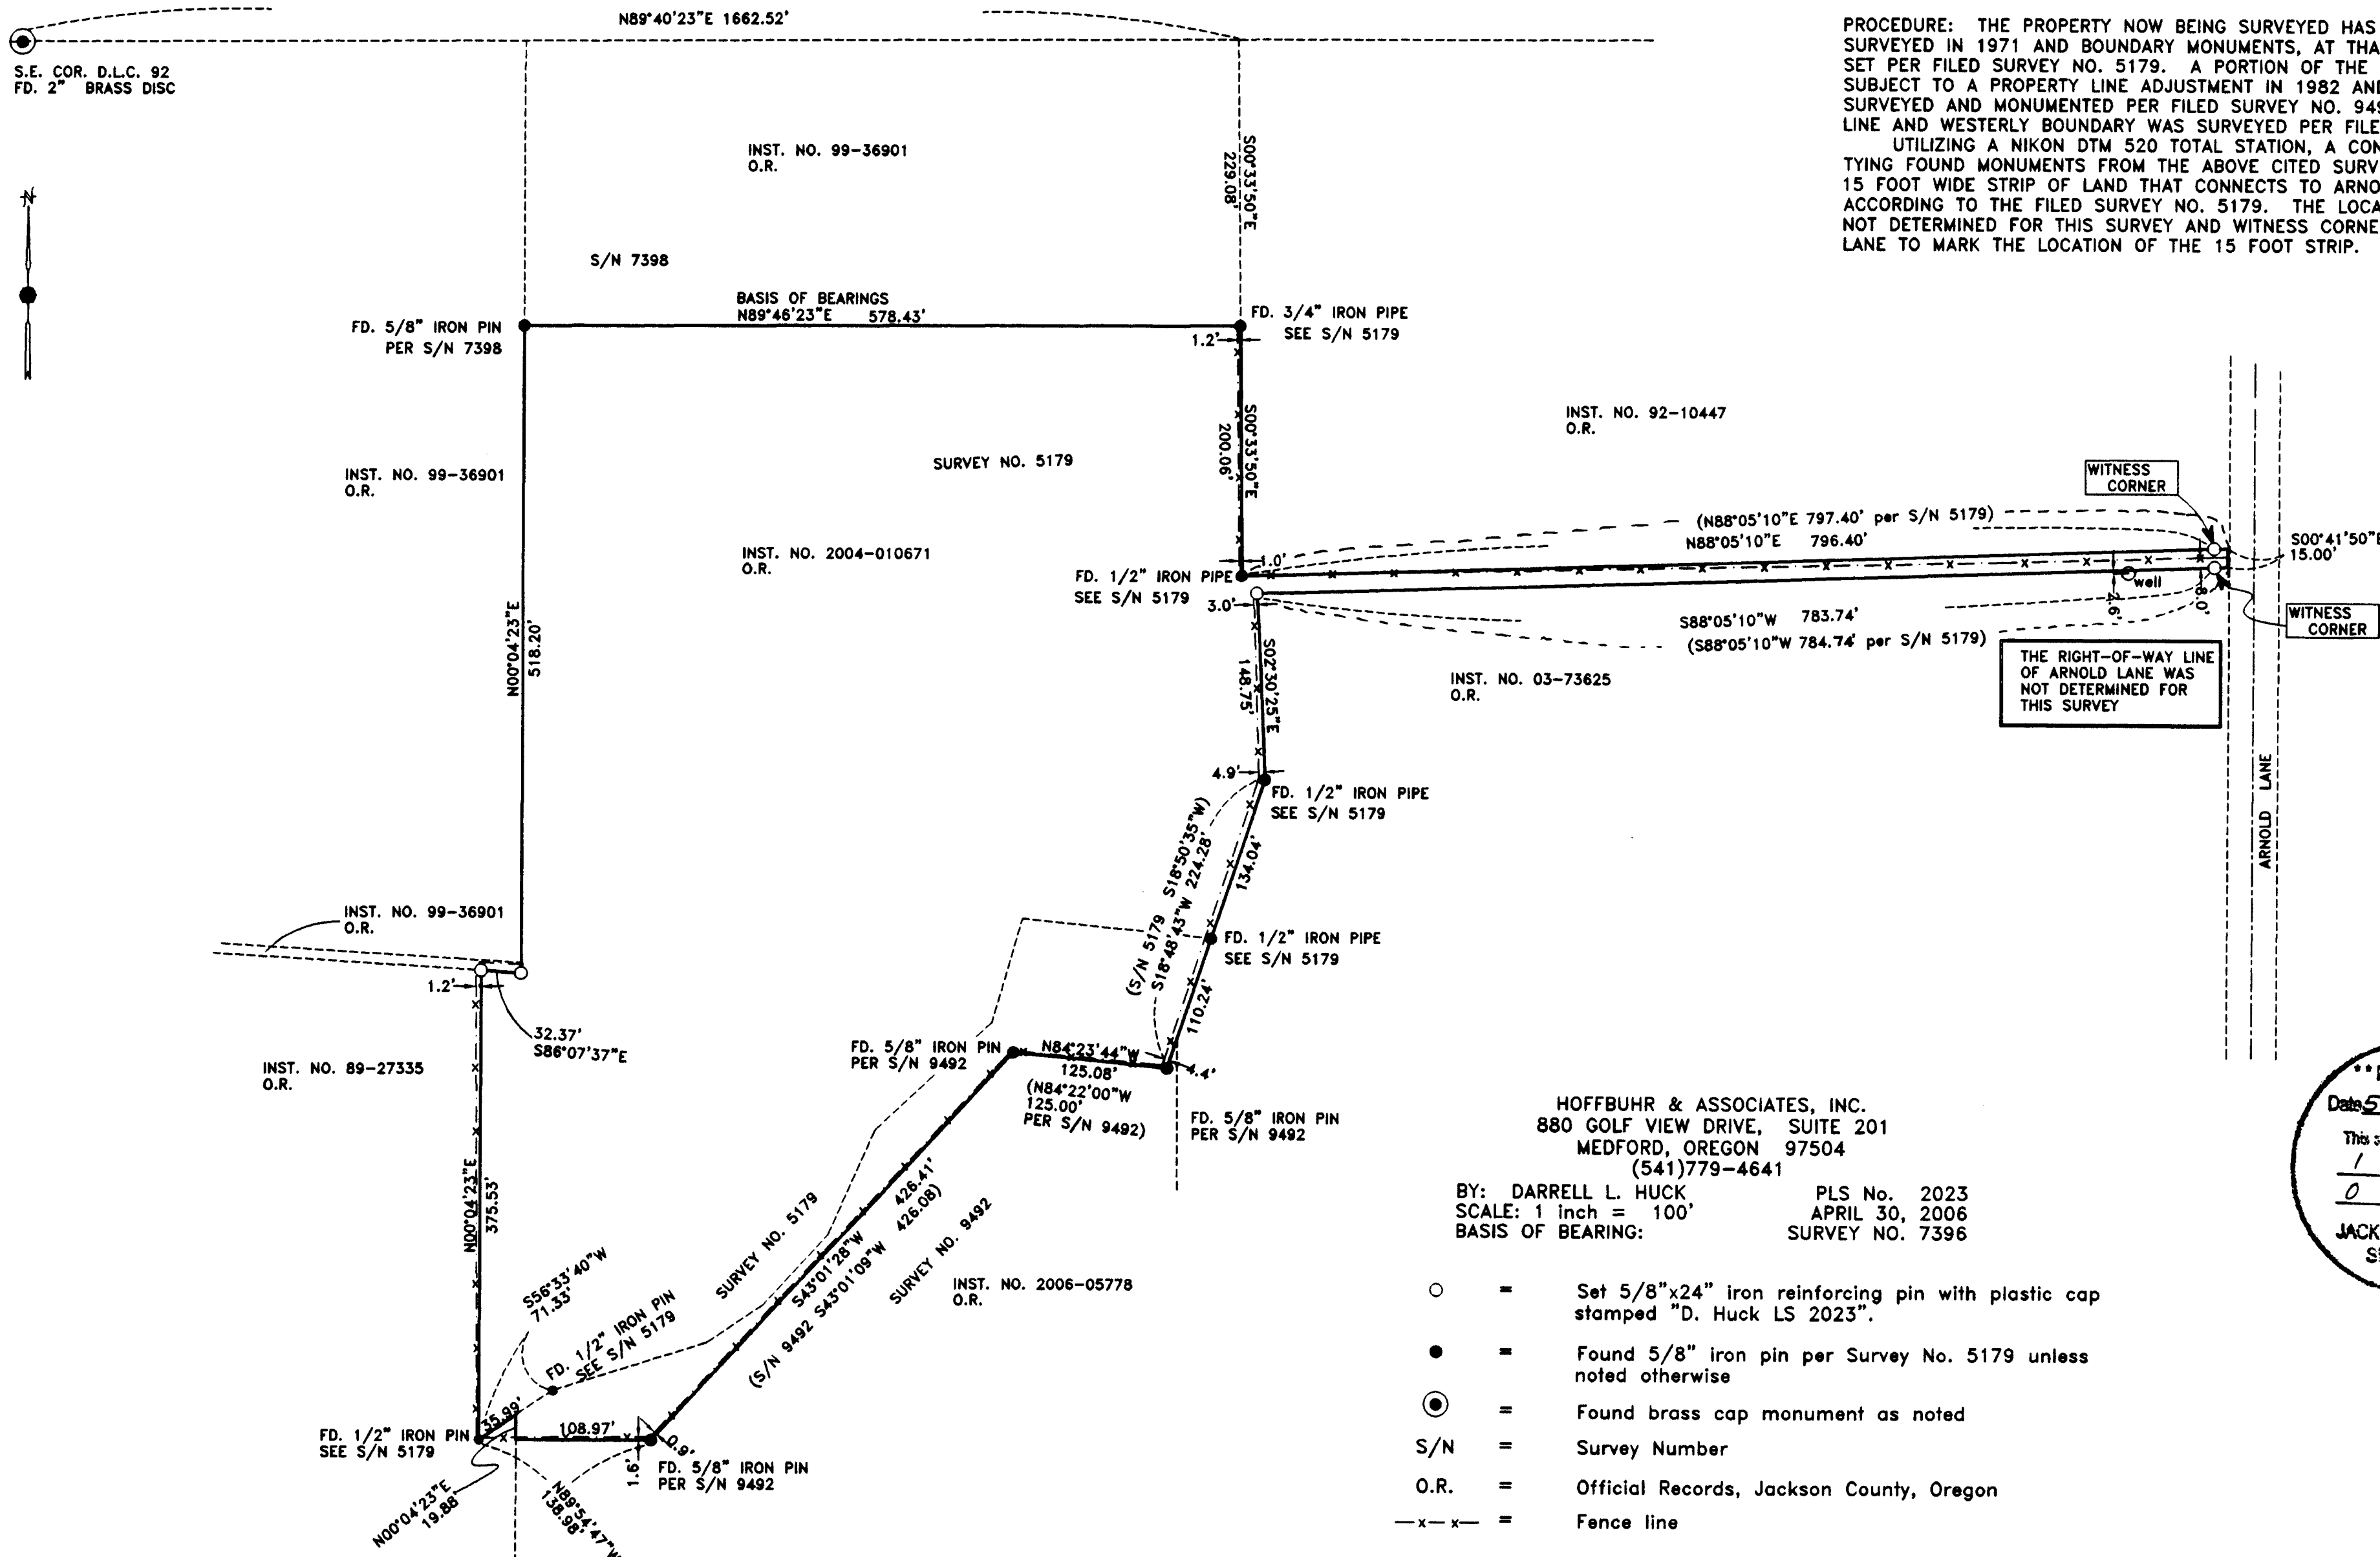 N89°40'23"E 1662.52'
S.E. COR. D.L.C. 92
FD. 2" BRASS DISC
PROCEDURE: THE PROPERTY NOW BEING SURVEYED HAS
SURVEYED IN 1971 AND BOUNDARY MONUMENTS, AT
SET PER FILED SURVEY NO. 5179. A PORTION OF THE
SUBJECT TO A PROPERTY LINE ADJUSTMENT IN 1982
SURVEYED AND MONUMENTED PER FILED SURVEY NO.
LINE AND WESTERLY BOUNDARY WAS SURVEYED PER
UTILIZING A NIKON DTM 520 TOTAL STATION, A
TYING FOUND MONUMENTS FROM THE ABOVE CITED
15 FOOT WIDE STRIP OF LAND THAT CONNECTS TO
ACCORDING TO THE FILED SURVEY NO. 5179. THE
NOT DETERMINED FOR THIS SURVEY AND WITNESS
LANE TO MARK THE LOCATION OF THE 15 FOOT STRIP.
N
INST. NO. 99-36901
O.R.
S00°33'50"E
229.08'
S/N 7398
BASIS OF BEARINGS
N89°46'23"E 578.43'
FD. 5/8" IRON PIN
PER S/N 7398
FD. 3/4" IRON PIPE
SEE S/N 5179
1.2'
S00°33'50"E
200.06'
INST. NO. 92-10447
O.R.
INST. NO. 99-36901
O.R.
SURVEY NO. 5179
INST. NO. 2004-010671
O.R.
WITNESS
CORNER
(N88°05'10"E 797.40' per S/N 5179)
N88°05'10"E 796.40'
S00°41'50"E
15.00'
1.0'
FD. 1/2" IRON PIPE
SEE S/N 5179
3.0'
well
2.6'
8.0'
WITNESS
CORNER
S88°05'10"W 783.74'
(S88°05'10"W 784.74' per S/N 5179)
THE RIGHT-OF-WAY LINE
OF ARNOLD LANE WAS
NOT DETERMINED FOR
THIS SURVEY
N00°04'23"E
518.20'
S02°30'25"E
148.75'
INST. NO. 03-73625
O.R.
4.9'
FD. 1/2" IRON PIPE
SEE S/N 5179
ARNOLD LANE
(S/N 5179 S18°50'35"W)
S18°48'43"W 224.28'
134.04'
FD. 1/2" IRON PIPE
SEE S/N 5179
110.24'
INST. NO. 99-36901
O.R.
1.2'
32.37'
S86°07'37"E
INST. NO. 89-27335
O.R.
FD. 5/8" IRON PIN
PER S/N 9492
N84°23'44"W
125.08'
(N84°22'00"W
125.00'
PER S/N 9492)
4.4'
FD. 5/8" IRON PIN
PER S/N 9492
N00°04'23"E
375.53'
SURVEY NO. 5179
426.41'
S43°01'28"W
(S/N 9492 S43°01'09"W 426.08)
SURVEY NO. 9492
INST. NO. 2006-05778
O.R.
S56°33'40"W
71.33'
FD. 1/2" IRON PIN
SEE S/N 5179
35.99'
108.97'
FD. 1/2" IRON PIN
SEE S/N 5179
0.9'
1.6'
FD. 5/8" IRON PIN
PER S/N 9492
N00°04'23"E
19.88'
N89°54'47"W
138.98'
HOFFBUHR & ASSOCIATES, INC.
880 GOLF VIEW DRIVE, SUITE 201
MEDFORD, OREGON 97504
(541)779-4641
BY: DARRELL L. HUCK PLS No. 2023
SCALE: 1 inch = 100' APRIL 30, 2006
BASIS OF BEARING: SURVEY NO. 7396
= Set 5/8"x24" iron reinforcing pin with plastic cap
stamped "D. Huck LS 2023".
= Found 5/8" iron pin per Survey No. 5179 unless
noted otherwise
= Found brass cap monument as noted
S/N = Survey Number
O.R. = Official Records, Jackson County, Oregon
—x—x— = Fence line
Date 5
This
1
0